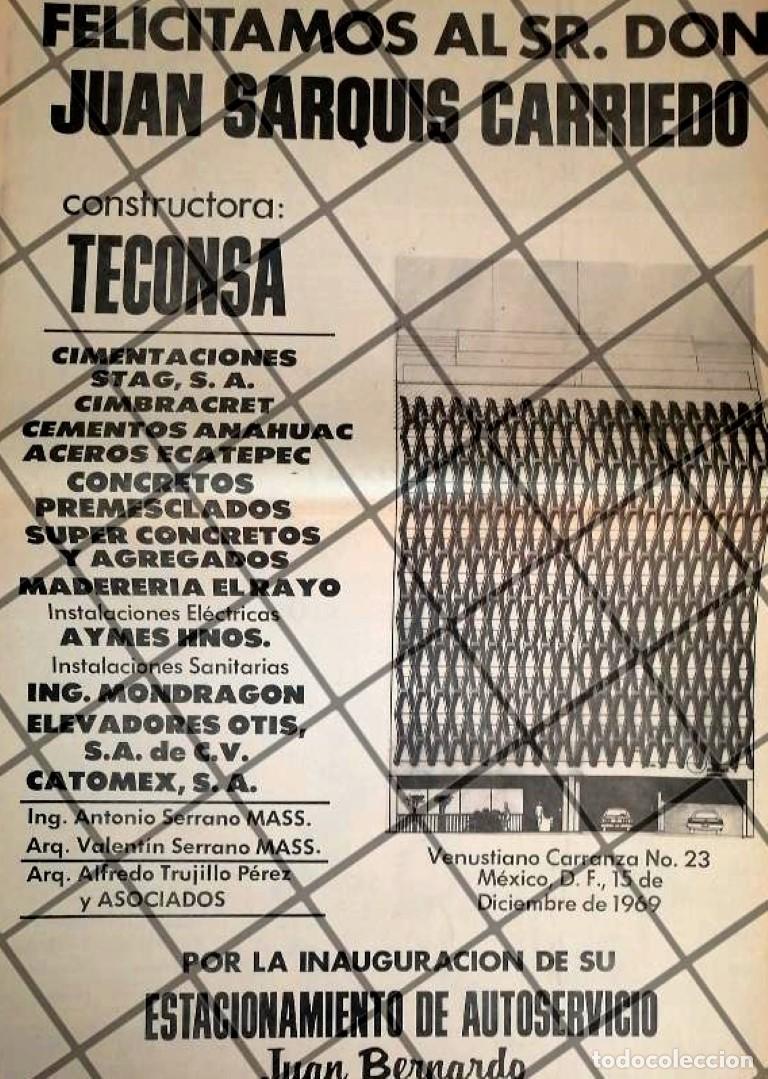 FELICITAMOS AL SR. DON
JUAN SARQUIS CARRIEDO
constructora:
TECONSA
CIMENTACIONES
STAG, S. A.
CIMBRACRET
CEMENTOS ANAHUAC
ACEROS ECATEPEC
CONCRETOS
PREMESCLADOS
SUPER CONCRETOS
Y AGREGADOS
MADERERIA EL RAYO
Instalaciones Eléctricas
AYMES HNOS.
Instalaciones Sanitarias
ING. MONDRAGON
ELEVADORES OTIS,
S.A. de C.V.
CATOMEX, S. A.
Ing. Antonio Serrano MASS.
Arq. Valentín Serrano MASS.
Arq. Alfredo Trujillo Pérez
y ASOCIADOS
Venustiano Carranza No. 23
México, D. F., 15 de
Diciembre de 1969
POR LA INAUGURACION DE SU
ESTACIONAMIENTO DE AUTOSERVICIO
Juan Bernardo
todocoleccion